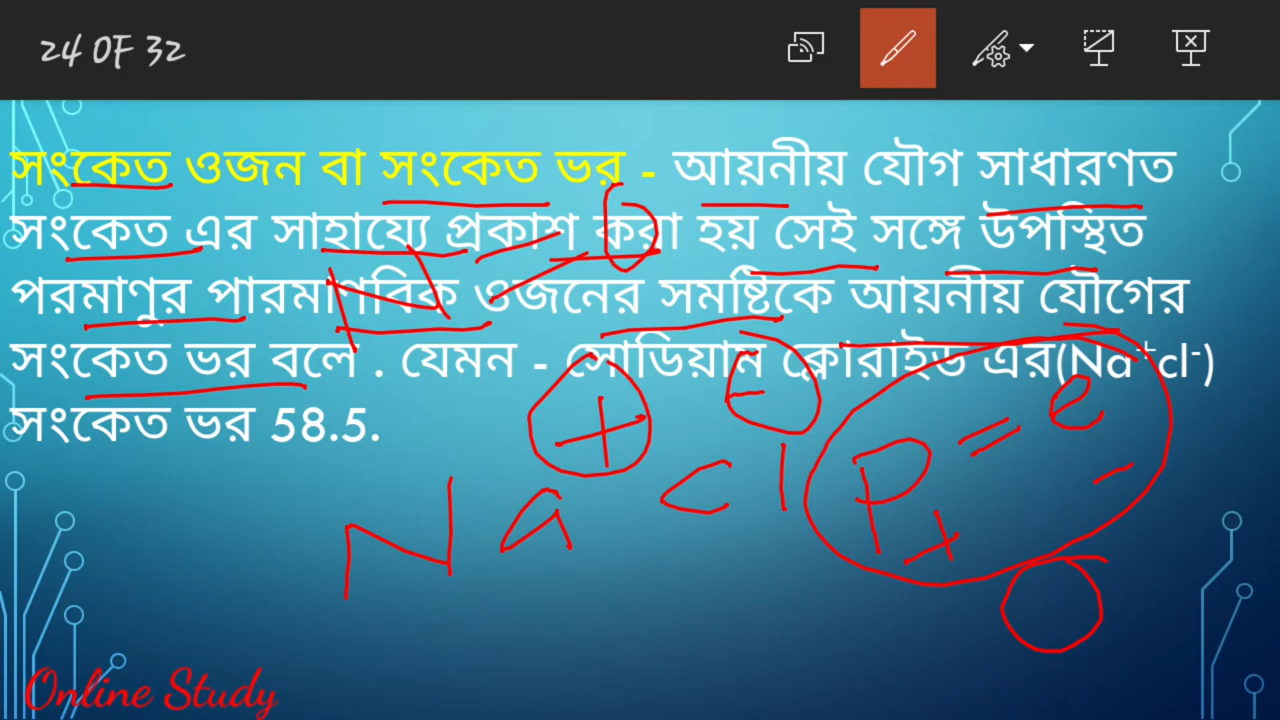 24 OF 32
সংকেত ওজন বা সংকেত ভর - আয়নীয় যৌগ সাধারণত
সংকেত এর সাহায্যে প্রকাশ করা হয় সেই সঙ্গে উপস্থিত
পরমাণুর পারমাণবিক ওজনের সমষ্টিকে আয়নীয় যৌগের
সংকেত ভর বলে . যেমন - সোডিয়াম ক্লোরাইড এর(Na⁺cl⁻)
সংকেত ভর 58.5.
N = P
Na + cl -
P = e
+ -
Online Study